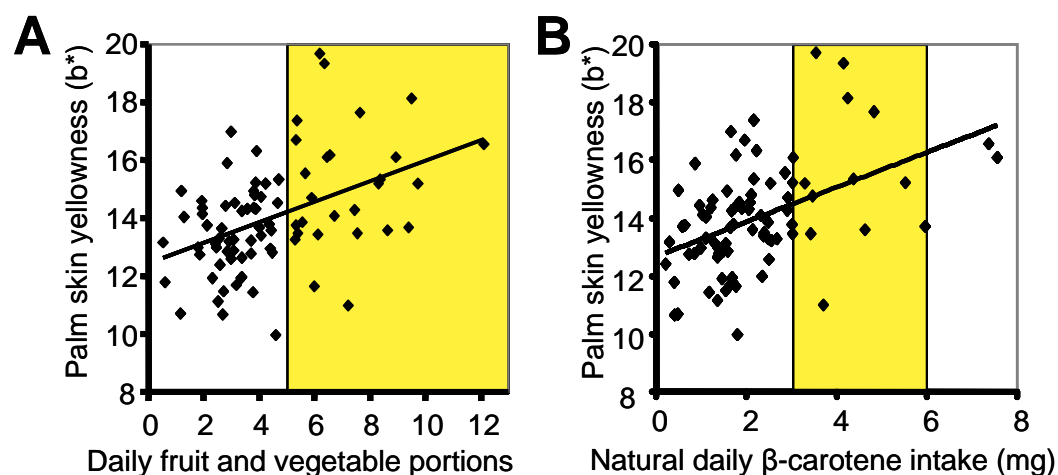 A
Palm skin yellowness (b*)
20
18
16
14
12
10
8
0 2 4 6 8 10 12
Daily fruit and vegetable portions
B
Palm skin yellowness (b*)
20
18
16
14
12
10
8
0 2 4 6 8
Natural daily β-carotene intake (mg)